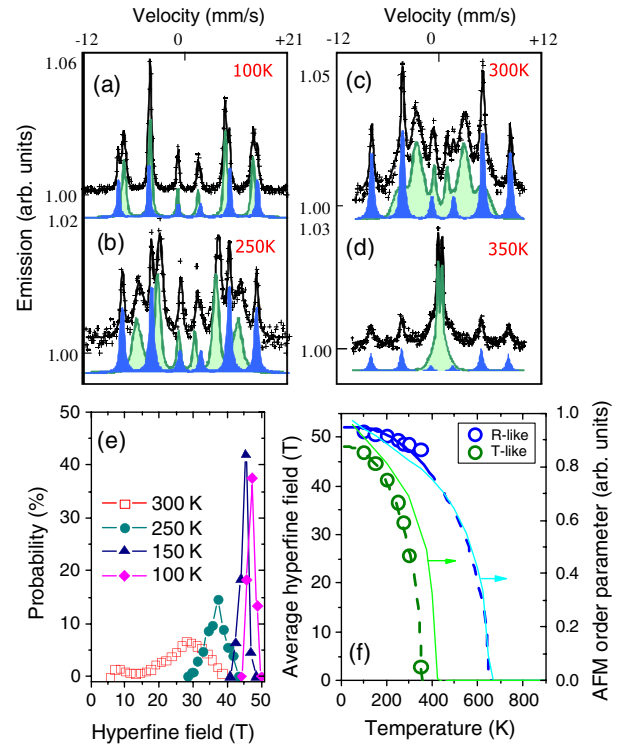 Velocity (mm/s) Velocity (mm/s)
-12 0 +21 -12 0 +12
1.06 (a) 100K 1.05 (c) 300K
1.00 1.00
1.02 (b) 250K 1.03 (d) 350K
1.00 1.00
Emission (arb. units)
50 (e)
40
30
20
10
0
300 K
250 K
150 K
100 K
Probability (%)
0 10 20 30 40 50
Hyperfine field (T)
60 1.0
50 0.8
40 0.6
30 0.4
20 0.2
10 0.0
0
R-like
T-like
(f)
Average hyperfine field (T)
AFM order parameter (arb. units)
0 200 400 600 800
Temperature (K)